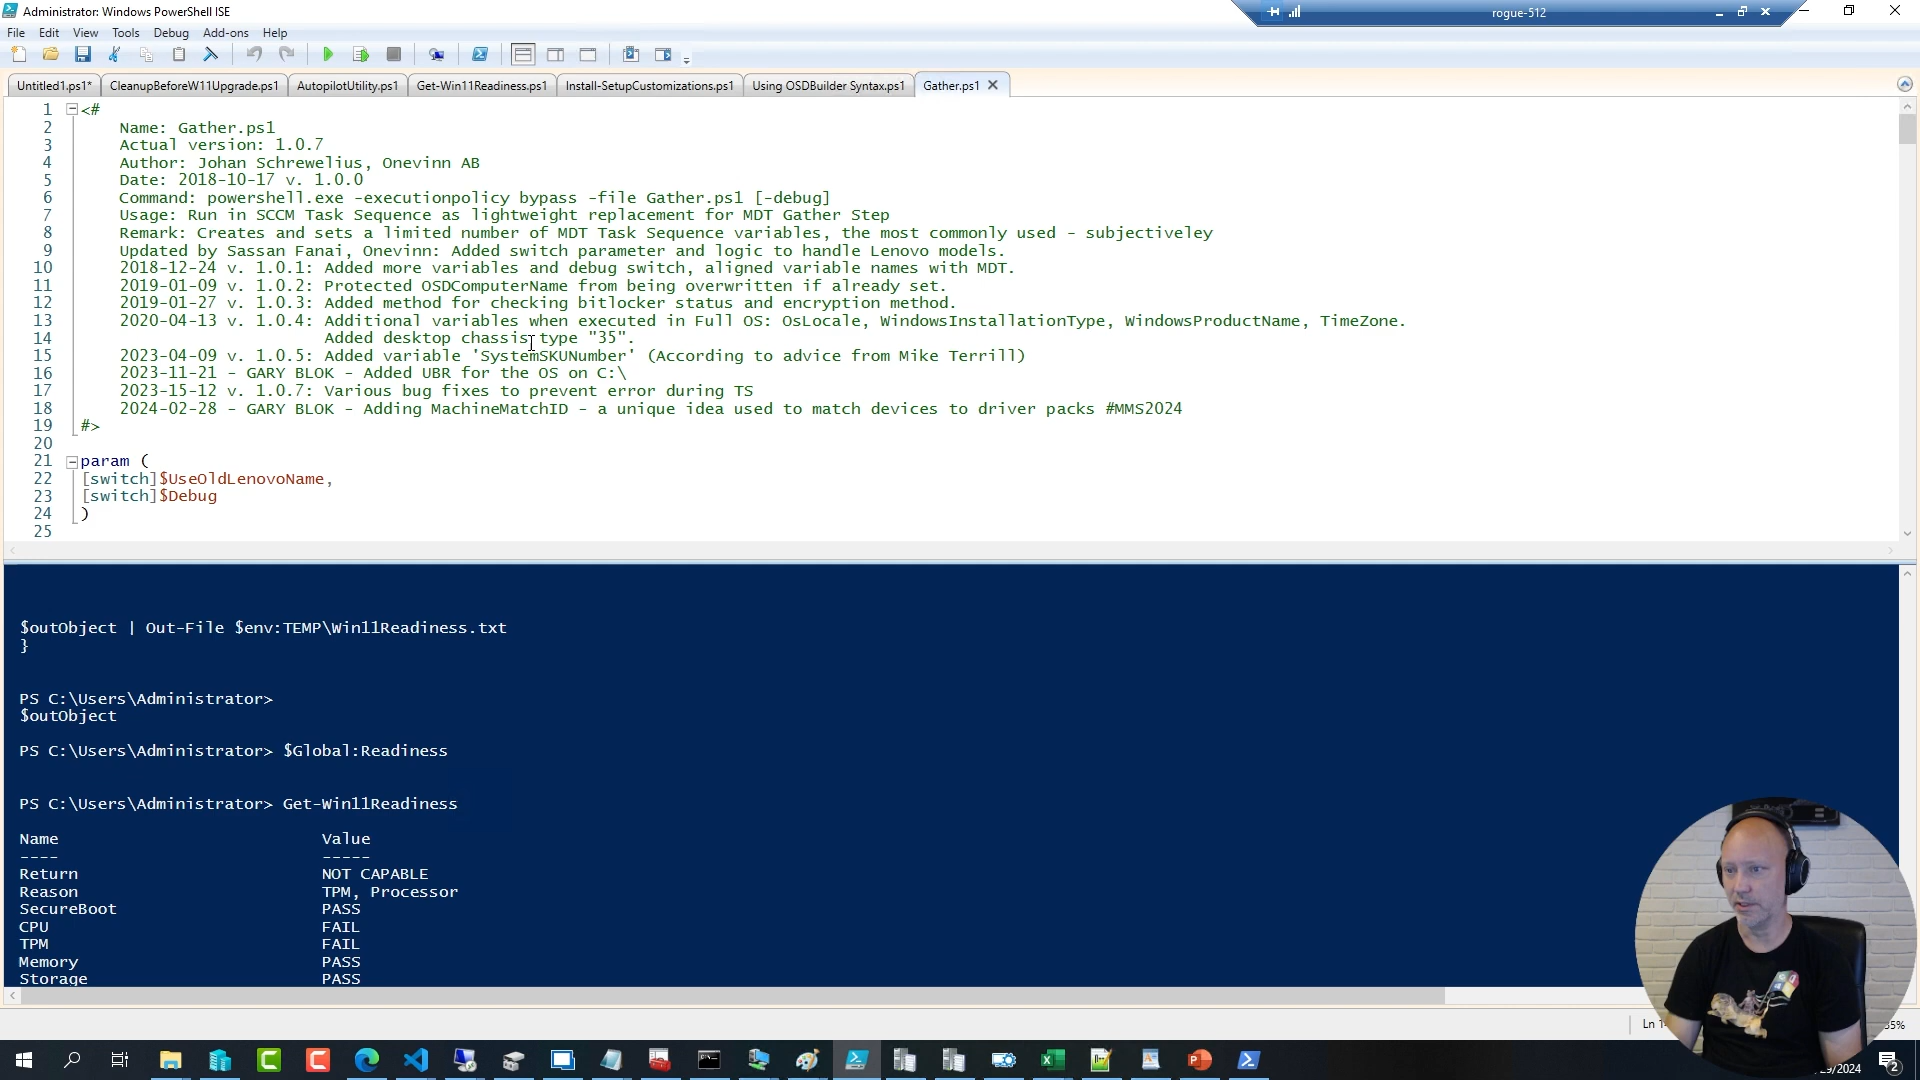 Administrator: Windows PowerShell ISE
rogue-512
File Edit View Tools Debug Add-ons Help
Untitled1.ps1* CleanupBeforeW11Upgrade.ps1 AutopilotUtility.ps1 Get-Win11Readiness.ps1 Install-SetupCustomizations.ps1 Using OSDBuilder Syntax.ps1 Gather.ps1
1 <#
2 Name: Gather.ps1
3 Actual version: 1.0.7
4 Author: Johan Schrewelius, Onevinn AB
5 Date: 2018-10-17 v. 1.0.0
6 Command: powershell.exe -executionpolicy bypass -file Gather.ps1 [-debug]
7 Usage: Run in SCCM Task Sequence as lightweight replacement for MDT Gather Step
8 Remark: Creates and sets a limited number of MDT Task Sequence variables, the most commonly used - subjectiveley
9 Updated by Sassan Fanai, Onevinn: Added switch parameter and logic to handle Lenovo models.
10 2018-12-24 v. 1.0.1: Added more variables and debug switch, aligned variable names with MDT.
11 2019-01-09 v. 1.0.2: Protected OSDComputerName from being overwritten if already set.
12 2019-01-27 v. 1.0.3: Added method for checking bitlocker status and encryption method.
13 2020-04-13 v. 1.0.4: Additional variables when executed in Full OS: OsLocale, WindowsInstallationType, WindowsProductName, TimeZone.
14 Added desktop chassis type "35".
15 2023-04-09 v. 1.0.5: Added variable 'SystemSKUNumber' (According to advice from Mike Terrill)
16 2023-11-21 - GARY BLOK - Added UBR for the OS on C:\
17 2023-15-12 v. 1.0.7: Various bug fixes to prevent error during TS
18 2024-02-28 - GARY BLOK - Adding MachineMatchID - a unique idea used to match devices to driver packs #MMS2024
19 #>
20
21 param (
22 [switch]$UseOldLenovoName,
23 [switch]$Debug
24 )
25
$outObject | Out-File $env:TEMP\Win11Readiness.txt
}
PS C:\Users\Administrator>
$outObject
PS C:\Users\Administrator> $Global:Readiness
PS C:\Users\Administrator> Get-Win11Readiness
Name Value
---- -----
Return NOT CAPABLE
Reason TPM, Processor
SecureBoot PASS
CPU FAIL
TPM FAIL
Memory PASS
Storage PASS